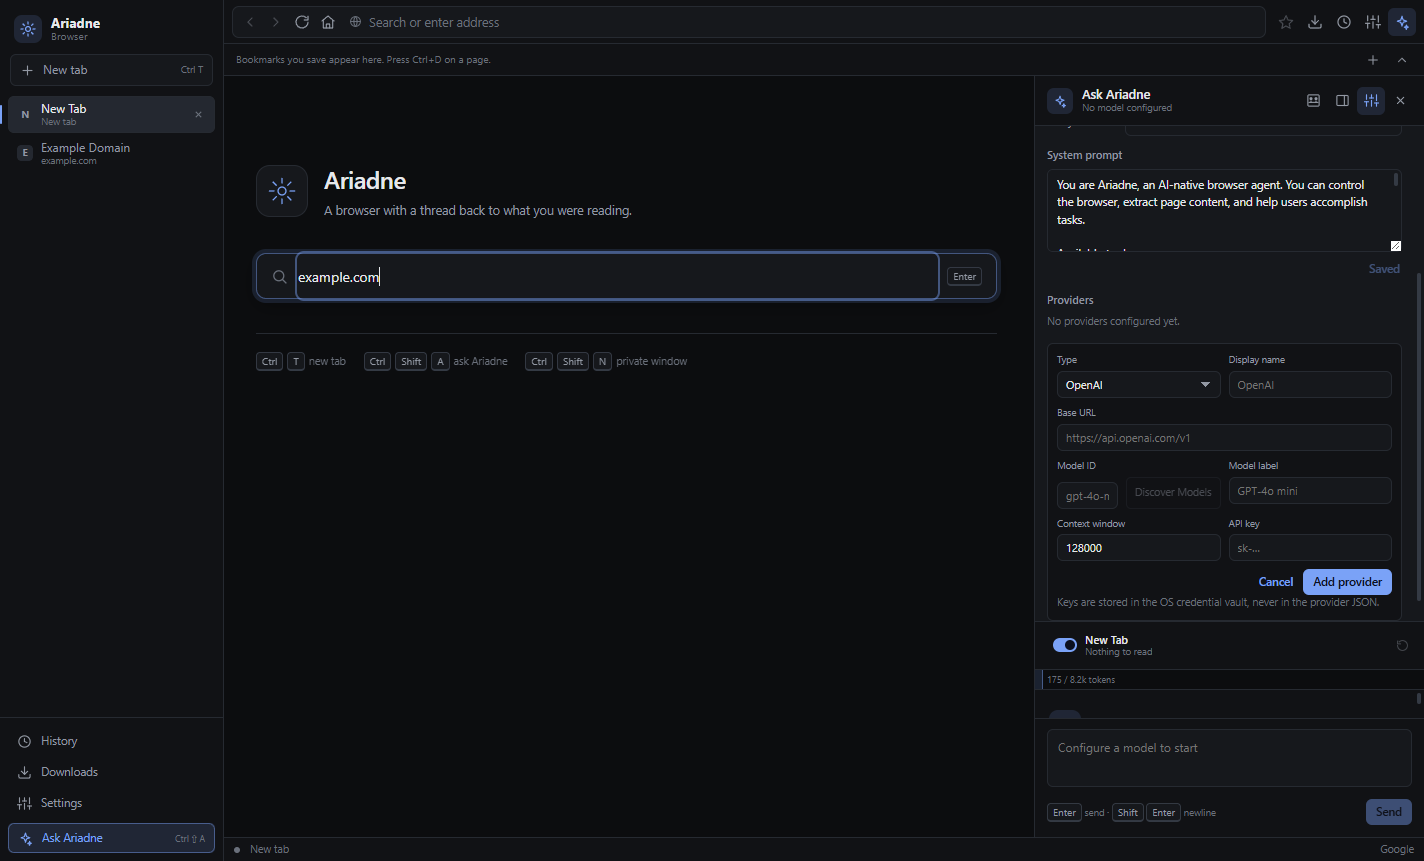 Ariadne
Browser
New tab
Ctrl T
N
New Tab
New tab
E
Example Domain
example.com
History
Downloads
Settings
Ask Ariadne
Ctrl ⇧ A
Search or enter address
Bookmarks you save appear here. Press Ctrl+D on a page.
Ariadne
A browser with a thread back to what you were reading.
example.com
Enter
Ctrl T new tab Ctrl Shift A ask Ariadne Ctrl Shift N private window
Ask Ariadne
No model configured
System prompt
You are Ariadne, an AI-native browser agent. You can control
the browser, extract page content, and help users accomplish
tasks.
Saved
Providers
No providers configured yet.
Type
Display name
OpenAI
OpenAI
Base URL
https://api.openai.com/v1
Model ID
Model label
gpt-4o-n
Discover Models
GPT-4o mini
Context window
API key
128000
sk-...
Cancel
Add provider
Keys are stored in the OS credential vault, never in the provider JSON.
New Tab
Nothing to read
175 / 8.2k tokens
Configure a model to start
Enter send · Shift Enter newline
Send
New tab
Google